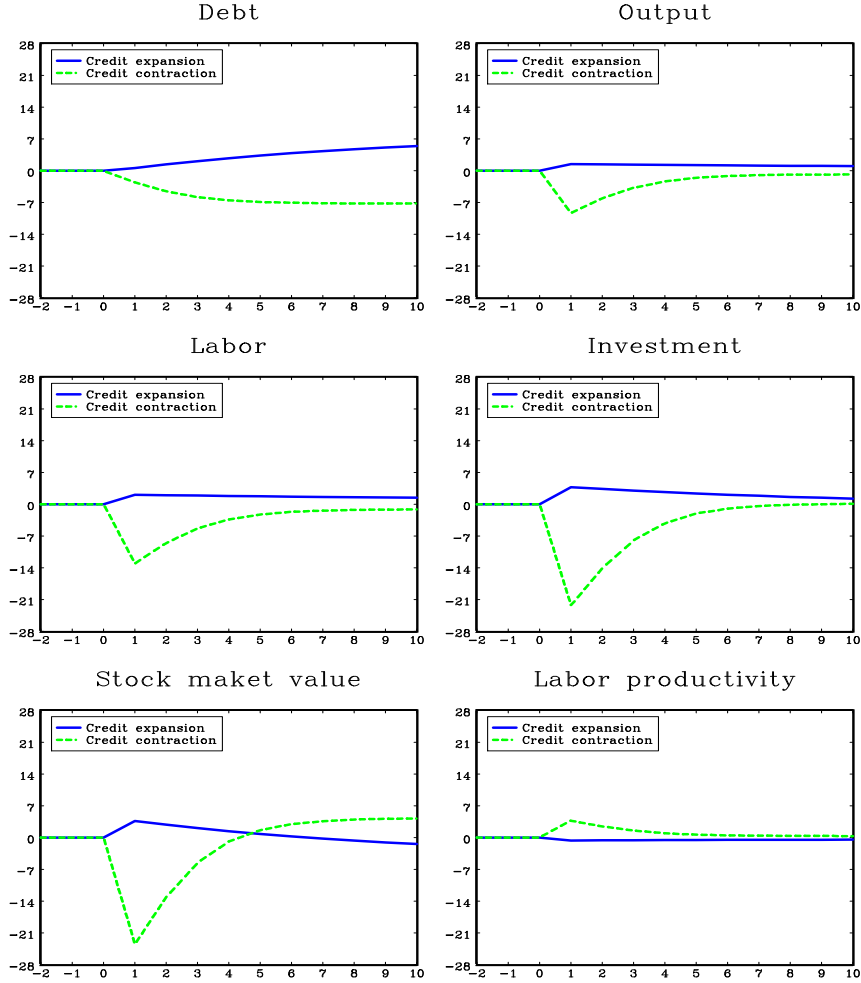 Debt
Output
28
21
14
7
0
−7
−14
−21
−28
Credit expansion
Credit contraction
−2 −1 0 1 2 3 4 5 6 7 8 9 10
28
21
14
7
0
−7
−14
−21
−28
Credit expansion
Credit contraction
−2 −1 0 1 2 3 4 5 6 7 8 9 10
Labor
Investment
28
21
14
7
0
−7
−14
−21
−28
Credit expansion
Credit contraction
−2 −1 0 1 2 3 4 5 6 7 8 9 10
28
21
14
7
0
−7
−14
−21
−28
Credit expansion
Credit contraction
−2 −1 0 1 2 3 4 5 6 7 8 9 10
Stock maket value
Labor productivity
28
21
14
7
0
−7
−14
−21
−28
Credit expansion
Credit contraction
−2 −1 0 1 2 3 4 5 6 7 8 9 10
28
21
14
7
0
−7
−14
−21
−28
Credit expansion
Credit contraction
−2 −1 0 1 2 3 4 5 6 7 8 9 10